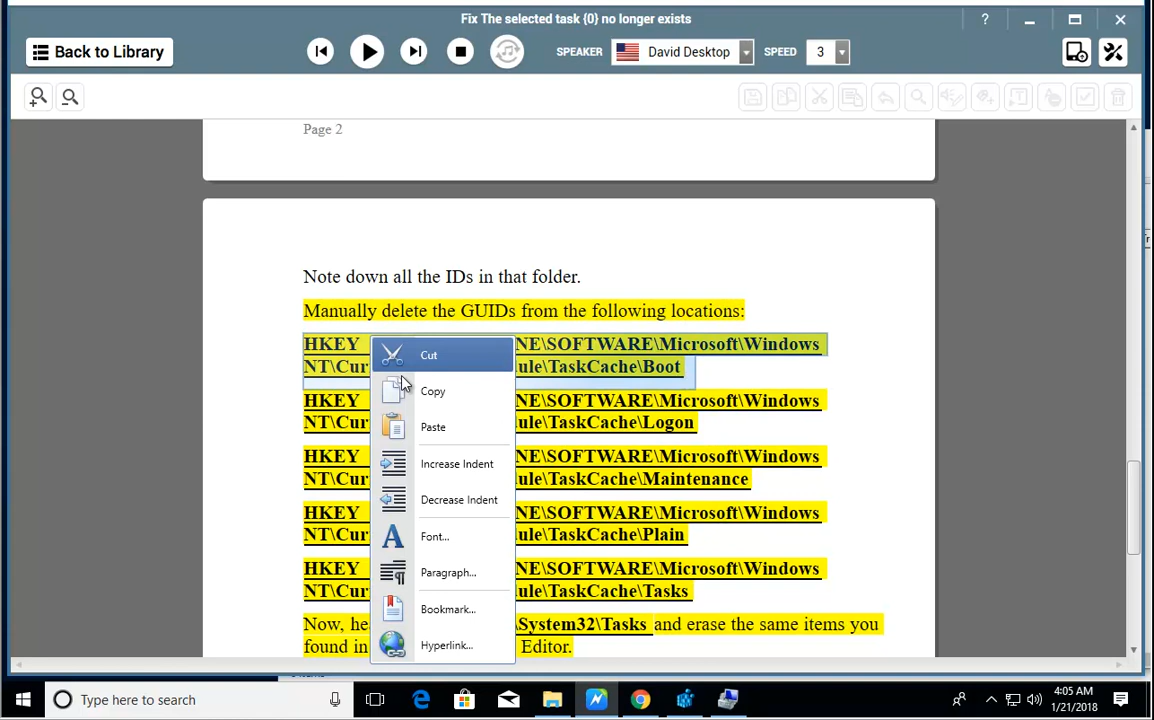 Fix The selected task {0} no longer exists
?
Back to Library
SPEAKER
David Desktop
SPEED
3
Page 2
Note down all the IDs in that folder.
Manually delete the GUIDs from the following locations:
HKEY NE\SOFTWARE\Microsoft\Windows
NT\Cur ule\TaskCache\Boot
HKEY NE\SOFTWARE\Microsoft\Windows
NT\Cur ule\TaskCache\Logon
HKEY NE\SOFTWARE\Microsoft\Windows
NT\Cur ule\TaskCache\Maintenance
HKEY NE\SOFTWARE\Microsoft\Windows
NT\Cur ule\TaskCache\Plain
HKEY NE\SOFTWARE\Microsoft\Windows
NT\Cur ule\TaskCache\Tasks
Now, he \System32\Tasks and erase the same items you
found in Editor.
Cut
Copy
Paste
Increase Indent
Decrease Indent
Font...
Paragraph...
Bookmark...
Hyperlink...
Type here to search
4:05 AM
1/21/2018